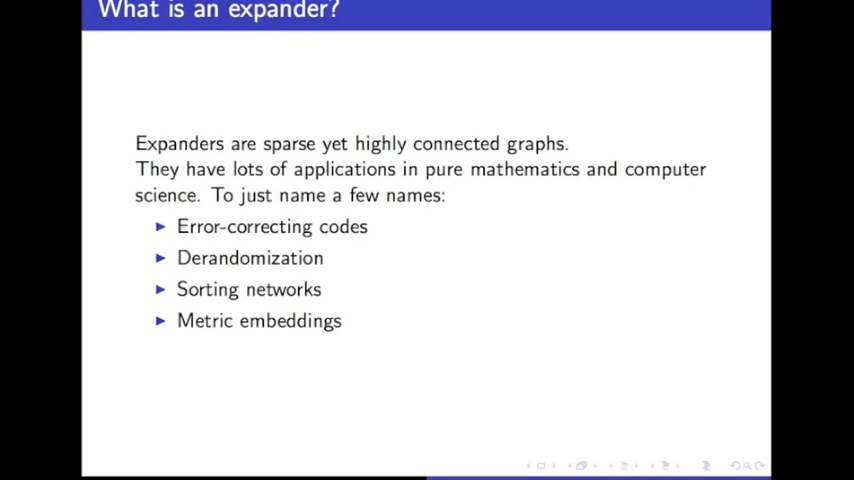 What is an expander?
Expanders are sparse yet highly connected graphs.
They have lots of applications in pure mathematics and computer
science. To just name a few names:
Error-correcting codes
Derandomization
Sorting networks
Metric embeddings